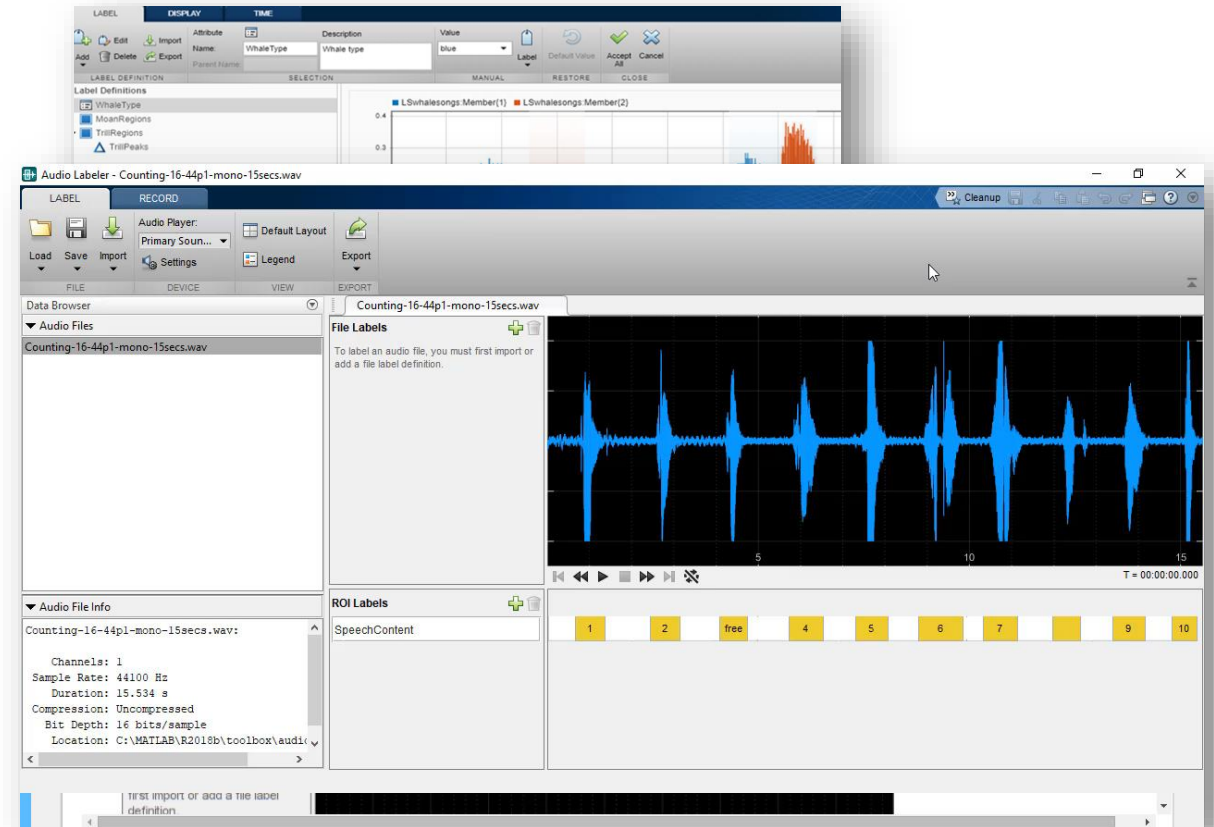 LABEL DISPLAY TIME
Add Edit Delete Import Export
Attribute
Name: WhaleType
Parent Name:
Description
Whale type
Value
blue
Label
Default Value
Accept All
Cancel
LABEL DEFINITION SELECTION MANUAL RESTORE CLOSE
Label Definitions
WhaleType
MoanRegions
TrillRegions
TrillPeaks
LSwhalesongs:Member{1} LSwhalesongs:Member{2}
0.4
0.3
Audio Labeler - Counting-16-44p1-mono-15secs.wav
LABEL RECORD
Cleanup
Load Save Import
Audio Player:
Primary Soun...
Settings
Default Layout
Legend
Export
FILE DEVICE VIEW EXPORT
Data Browser
Audio Files
Counting-16-44p1-mono-15secs.wav
Counting-16-44p1-mono-15secs.wav
File Labels
To label an audio file, you must first import or
add a file label definition.
5 10 15
T = 00:00:00.000
Audio File Info
Counting-16-44p1-mono-15secs.wav:
Channels: 1
Sample Rate: 44100 Hz
Duration: 15.534 s
Compression: Uncompressed
Bit Depth: 16 bits/sample
Location: C:\MATLAB\R2018b\toolbox\audi
ROI Labels
SpeechContent
1 2 free 4 5 6 7 9 10
first import or add a file label
definition.